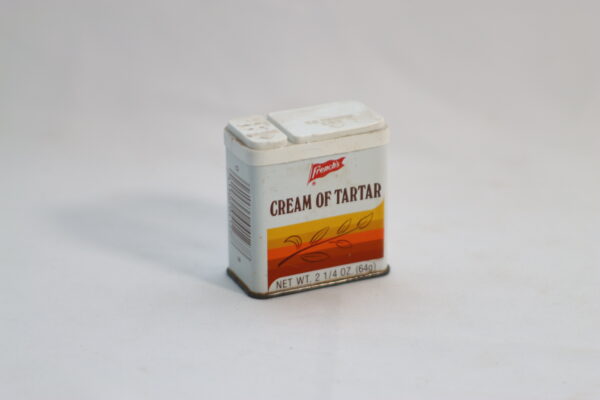 French's
CREAM OF TARTAR
NET WT. 2 1/4 OZ (64g)